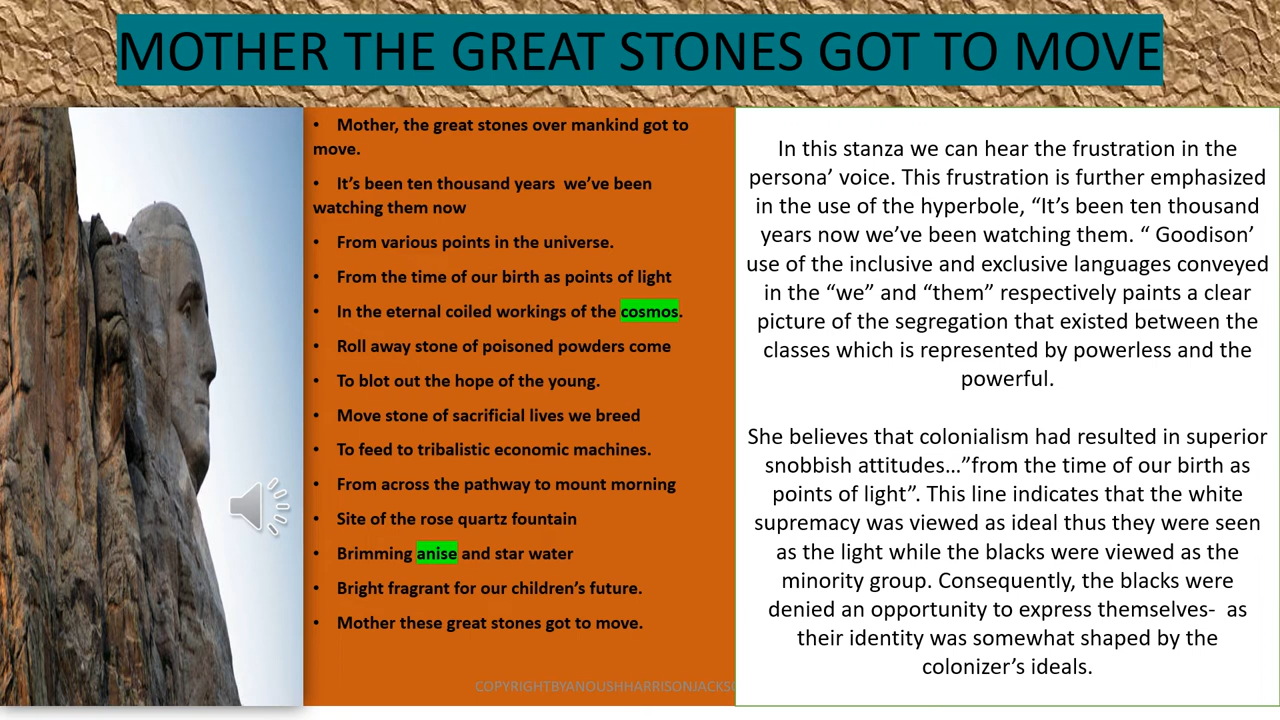 MOTHER THE GREAT STONES GOT TO MOVE
• Mother, the great stones over mankind got to
move.
• It's been ten thousand years  we've been
watching them now
• From various points in the universe.
• From the time of our birth as points of light
• In the eternal coiled workings of the cosmos.
• Roll away stone of poisoned powders come
• To blot out the hope of the young.
• Move stone of sacrificial lives we breed
• To feed to tribalistic economic machines.
• From across the pathway to mount morning
• Site of the rose quartz fountain
• Brimming anise and star water
• Bright fragrant for our children's future.
• Mother these great stones got to move.
COPYRIGHTBYANOUSHHARRISONJACKSO
In this stanza we can hear the frustration in the
persona' voice. This frustration is further emphasized
in the use of the hyperbole, "It's been ten thousand
years now we've been watching them. " Goodison'
use of the inclusive and exclusive languages conveyed
in the "we" and "them" respectively paints a clear
picture of the segregation that existed between the
classes which is represented by powerless and the
powerful.
She believes that colonialism had resulted in superior
snobbish attitudes…"from the time of our birth as
points of light". This line indicates that the white
supremacy was viewed as ideal thus they were seen
as the light while the blacks were viewed as the
minority group. Consequently, the blacks were
denied an opportunity to express themselves-  as
their identity was somewhat shaped by the
colonizer's ideals.